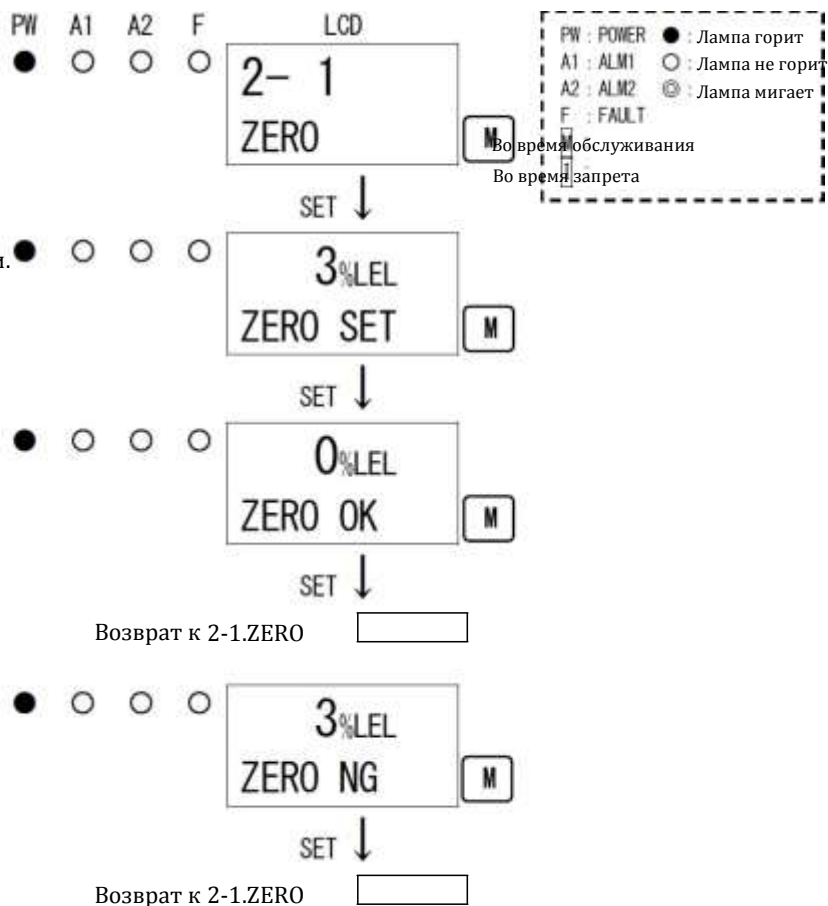 PW A1 A2 F LCD
2- 1
ZERO
M
SET
и.
3%LEL
ZERO SET
M
SET
0%LEL
ZERO OK
M
SET
Возврат к 2-1.ZERO
3%LEL
ZERO NG
M
SET
Возврат к 2-1.ZERO
PW : POWER ● : Лампа горит
A1 : ALM1 ○ : Лампа не горит
A2 : ALM2 ◎ : Лампа мигает
F : FAULT
Во время обслуживания
Во время запрета